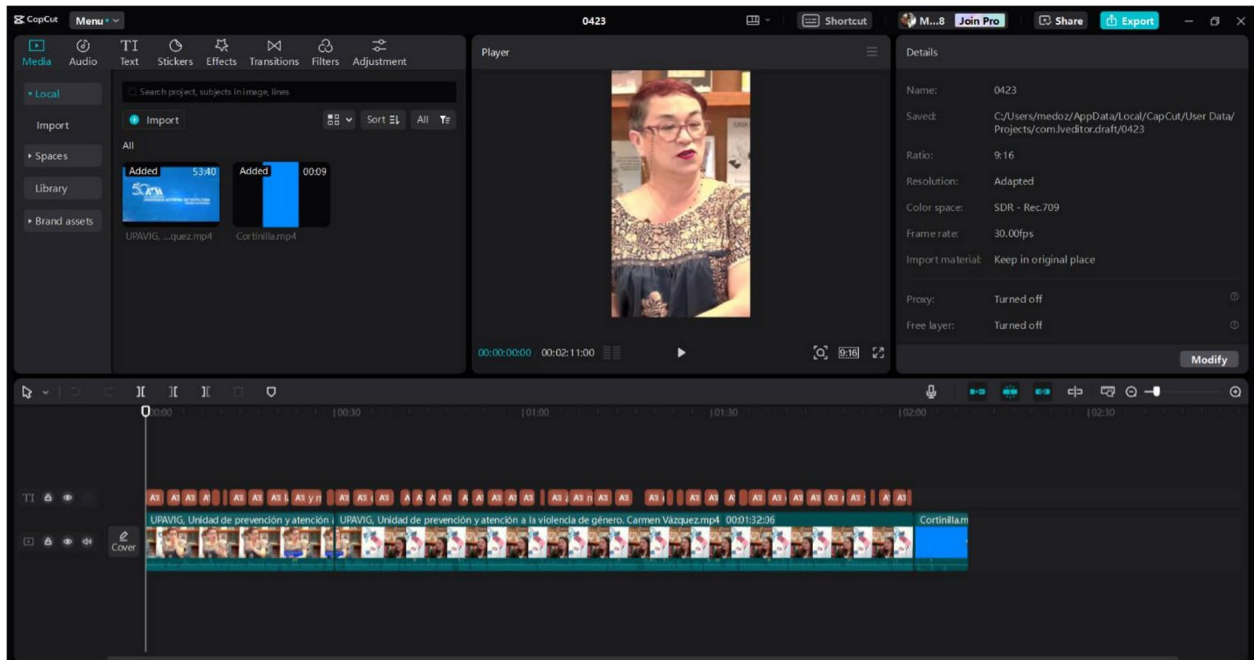 CapCut
Menu
0423
Shortcut
M...8
Join Pro
Share
Export
Media
Audio
TI
Text
Stickers
Effects
Transitions
Filters
Adjustment
Local
Import
Spaces
Library
Brand assets
Search project, subjects in image, lines
Import
Sort
All
All
Added
53:40
UPAVIG, ...quez.mp4
Added
00:09
Cortinilla.mp4
Player
00:00:00:00
00:02:11:00
9:16
Details
Name:
0423
Saved:
C:/Users/medoz/AppData/Local/CapCut/User Data/
Projects/com.lveditor.draft/0423
Ratio:
9:16
Resolution:
Adapted
Color space:
SDR - Rec.709
Frame rate:
30.00fps
Import material:
Keep in original place
Proxy:
Turned off
Free layer:
Turned off
Modify
00:00
00:30
01:00
01:30
02:00
02:30
TI
Cover
UPAVIG, Unidad de prevención y atención
UPAVIG, Unidad de prevención y atención a la violencia de género. Carmen Vázquez.mp4
00:01:32:06
Cortinilla.m